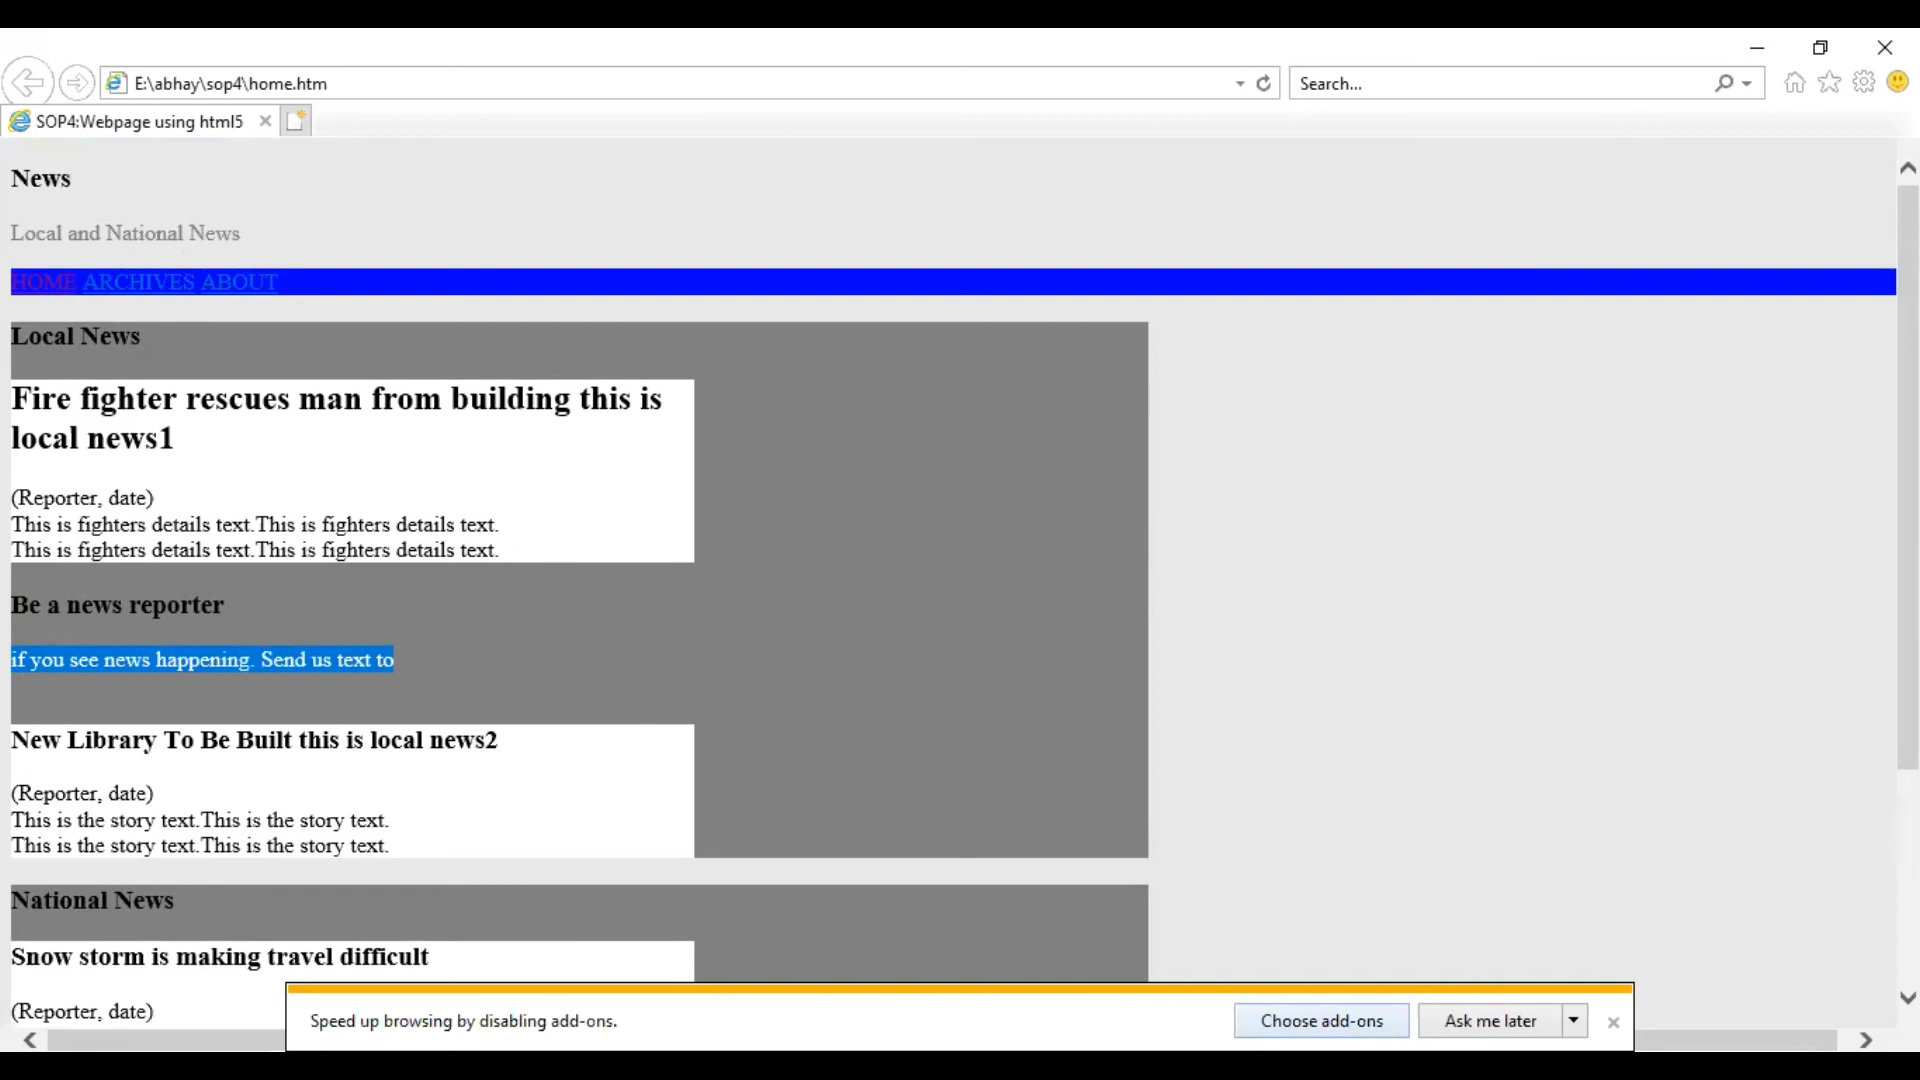 E:\abhay\sop4\home.htm
Search...
SOP4:Webpage using html5
News
Local and National News
HOME ARCHIVES ABOUT
Local News
Fire fighter rescues man from building this is
local news1
(Reporter, date)
This is fighters details text.This is fighters details text.
This is fighters details text.This is fighters details text.
Be a news reporter
if you see news happening. Send us text to
New Library To Be Built this is local news2
(Reporter, date)
This is the story text.This is the story text.
This is the story text.This is the story text.
National News
Snow storm is making travel difficult
(Reporter, date)
Speed up browsing by disabling add-ons.
Choose add-ons
Ask me later